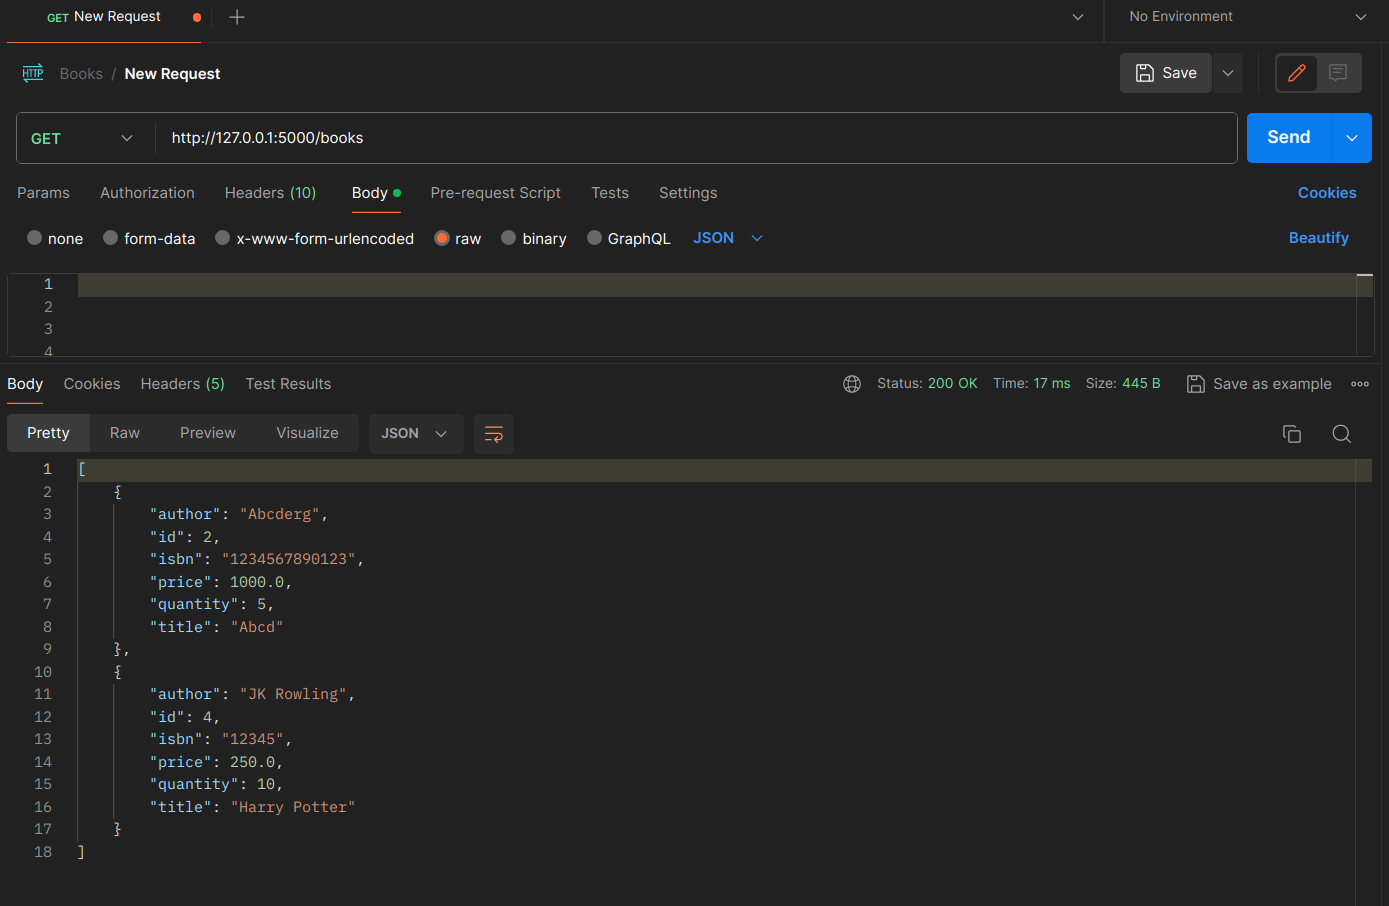 GET New Request
No Environment
HTTP Books / New Request
Save
GET http://127.0.0.1:5000/books
Send
Params Authorization Headers (10) Body Pre-request Script Tests Settings Cookies
none form-data x-www-form-urlencoded raw binary GraphQL JSON Beautify
1
2
3
4
Body Cookies Headers (5) Test Results Status: 200 OK Time: 17 ms Size: 445 B Save as example
Pretty Raw Preview Visualize JSON
1 [
2 {
3 "author": "Abcderg",
4 "id": 2,
5 "isbn": "1234567890123",
6 "price": 1000.0,
7 "quantity": 5,
8 "title": "Abcd"
9 },
10 {
11 "author": "JK Rowling",
12 "id": 4,
13 "isbn": "12345",
14 "price": 250.0,
15 "quantity": 10,
16 "title": "Harry Potter"
17 }
18 ]